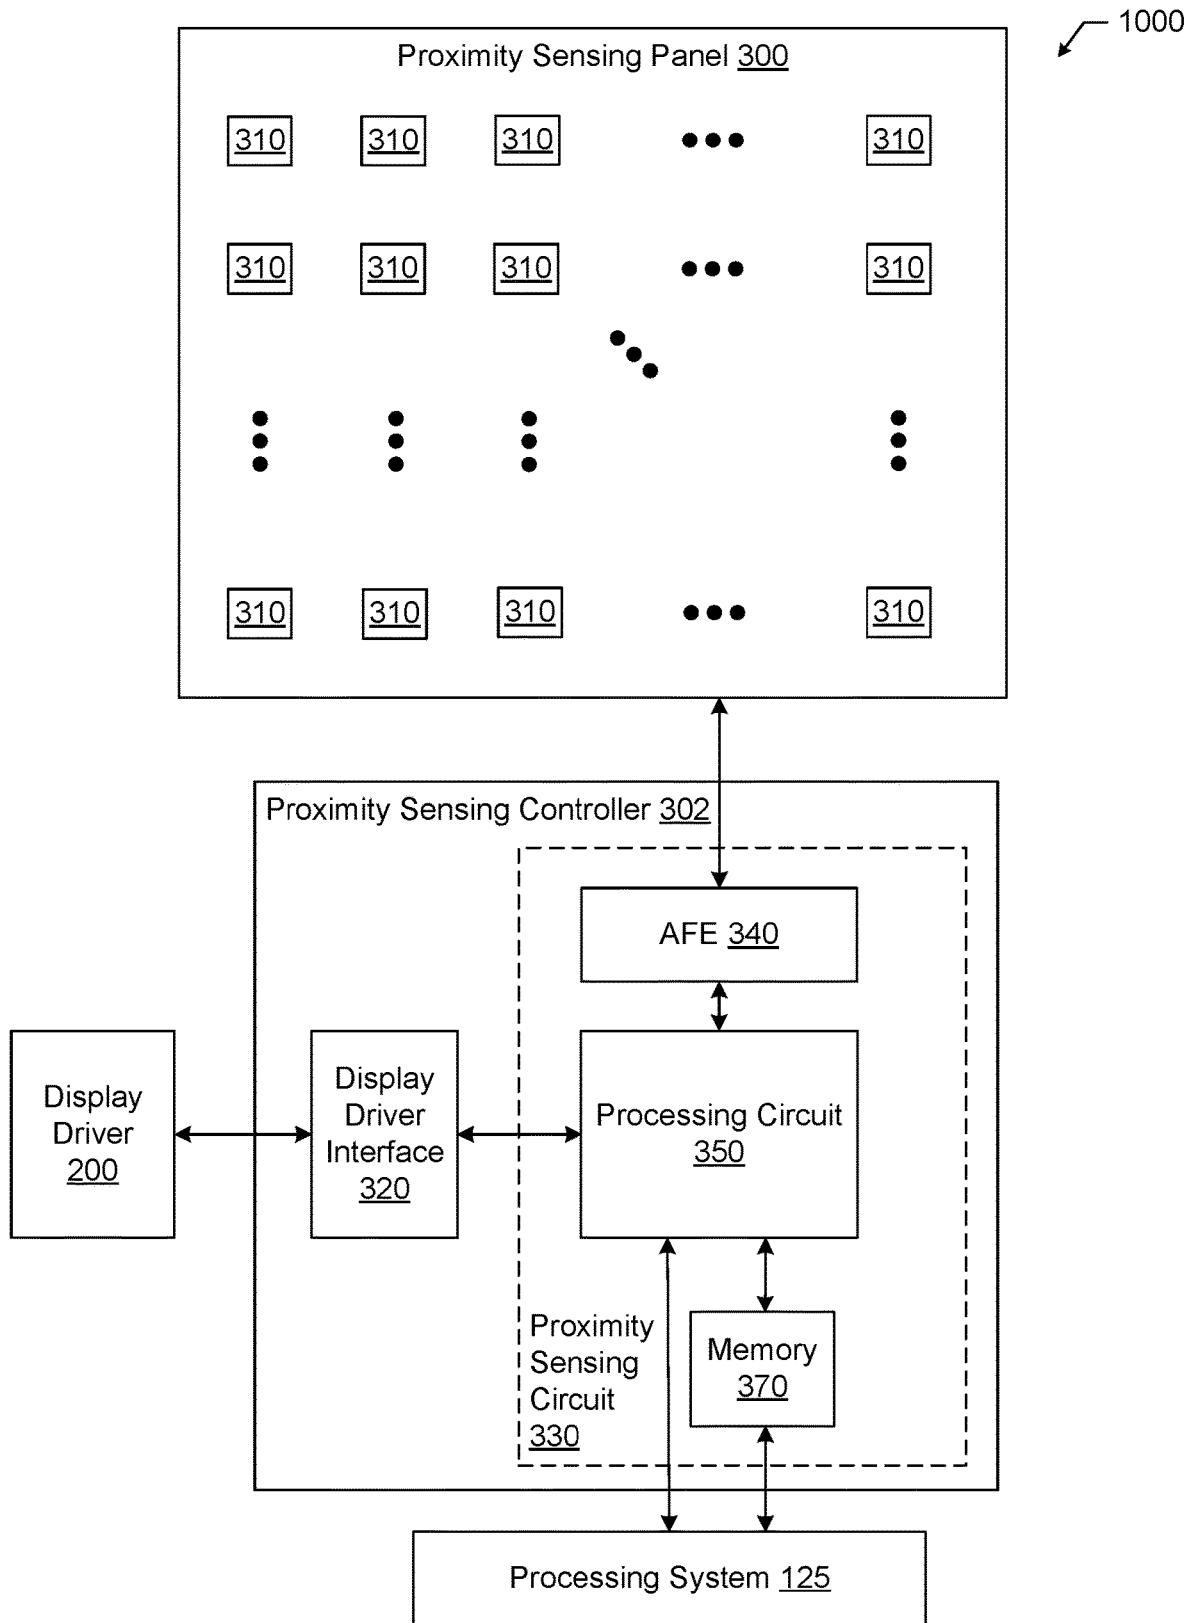 1000
Proximity Sensing Panel 300
310 310 310 310
310 310 310 310
310 310 310 310
Proximity Sensing Controller 302
AFE 340
Display
Driver
200
Display
Driver
Interface
320
Processing Circuit
350
Proximity
Sensing
Circuit
330
Memory
370
Processing System 125